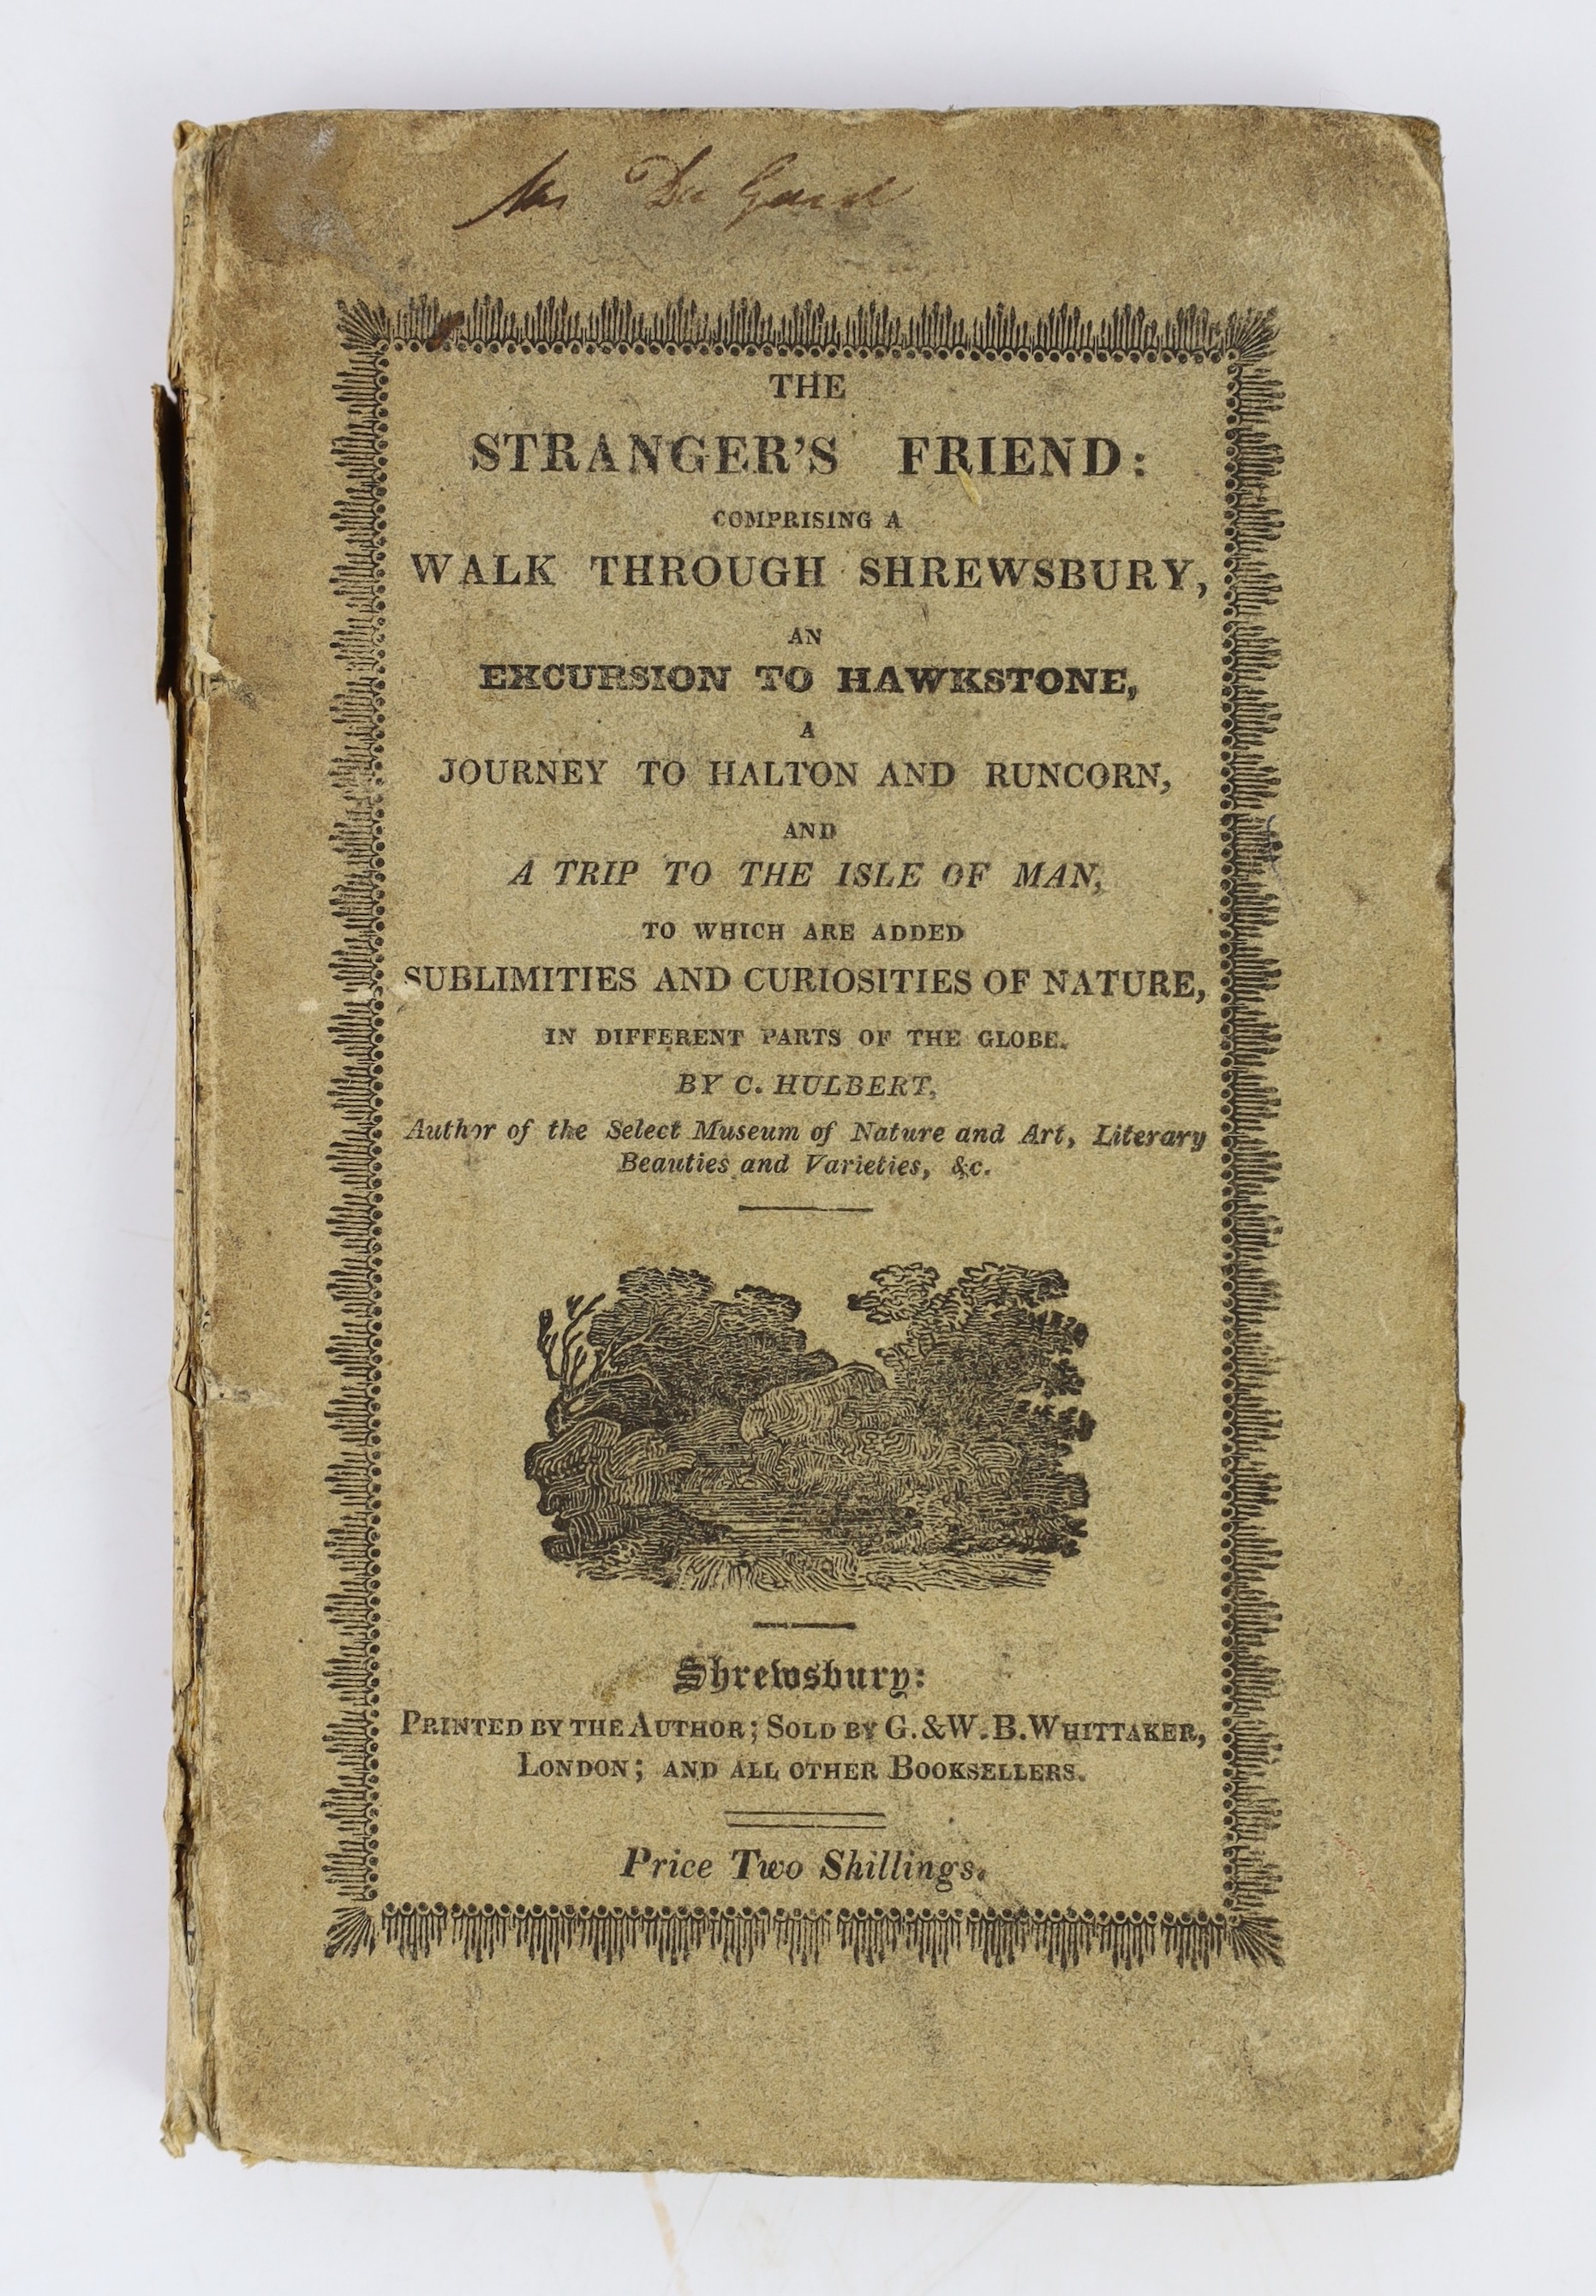 Mr Du Gard
THE
STRANGER'S FRIEND:
COMPRISING A
WALK THROUGH SHREWSBURY,
AN
EXCURSION TO HAWKSTONE,
A
JOURNEY TO HALTON AND RUNCORN,
AND
A TRIP TO THE ISLE OF MAN,
TO WHICH ARE ADDED
SUBLIMITIES AND CURIOSITIES OF NATURE,
IN DIFFERENT PARTS OF THE GLOBE.
BY C. HULBERT,
Author of the Select Museum of Nature and Art, Literary
Beauties and Varieties, &c.
Shrewsbury:
PRINTED BY THE AUTHOR; SOLD BY G. & W. B. WHITTAKER,
LONDON; AND ALL OTHER BOOKSELLERS.
Price Two Shillings.